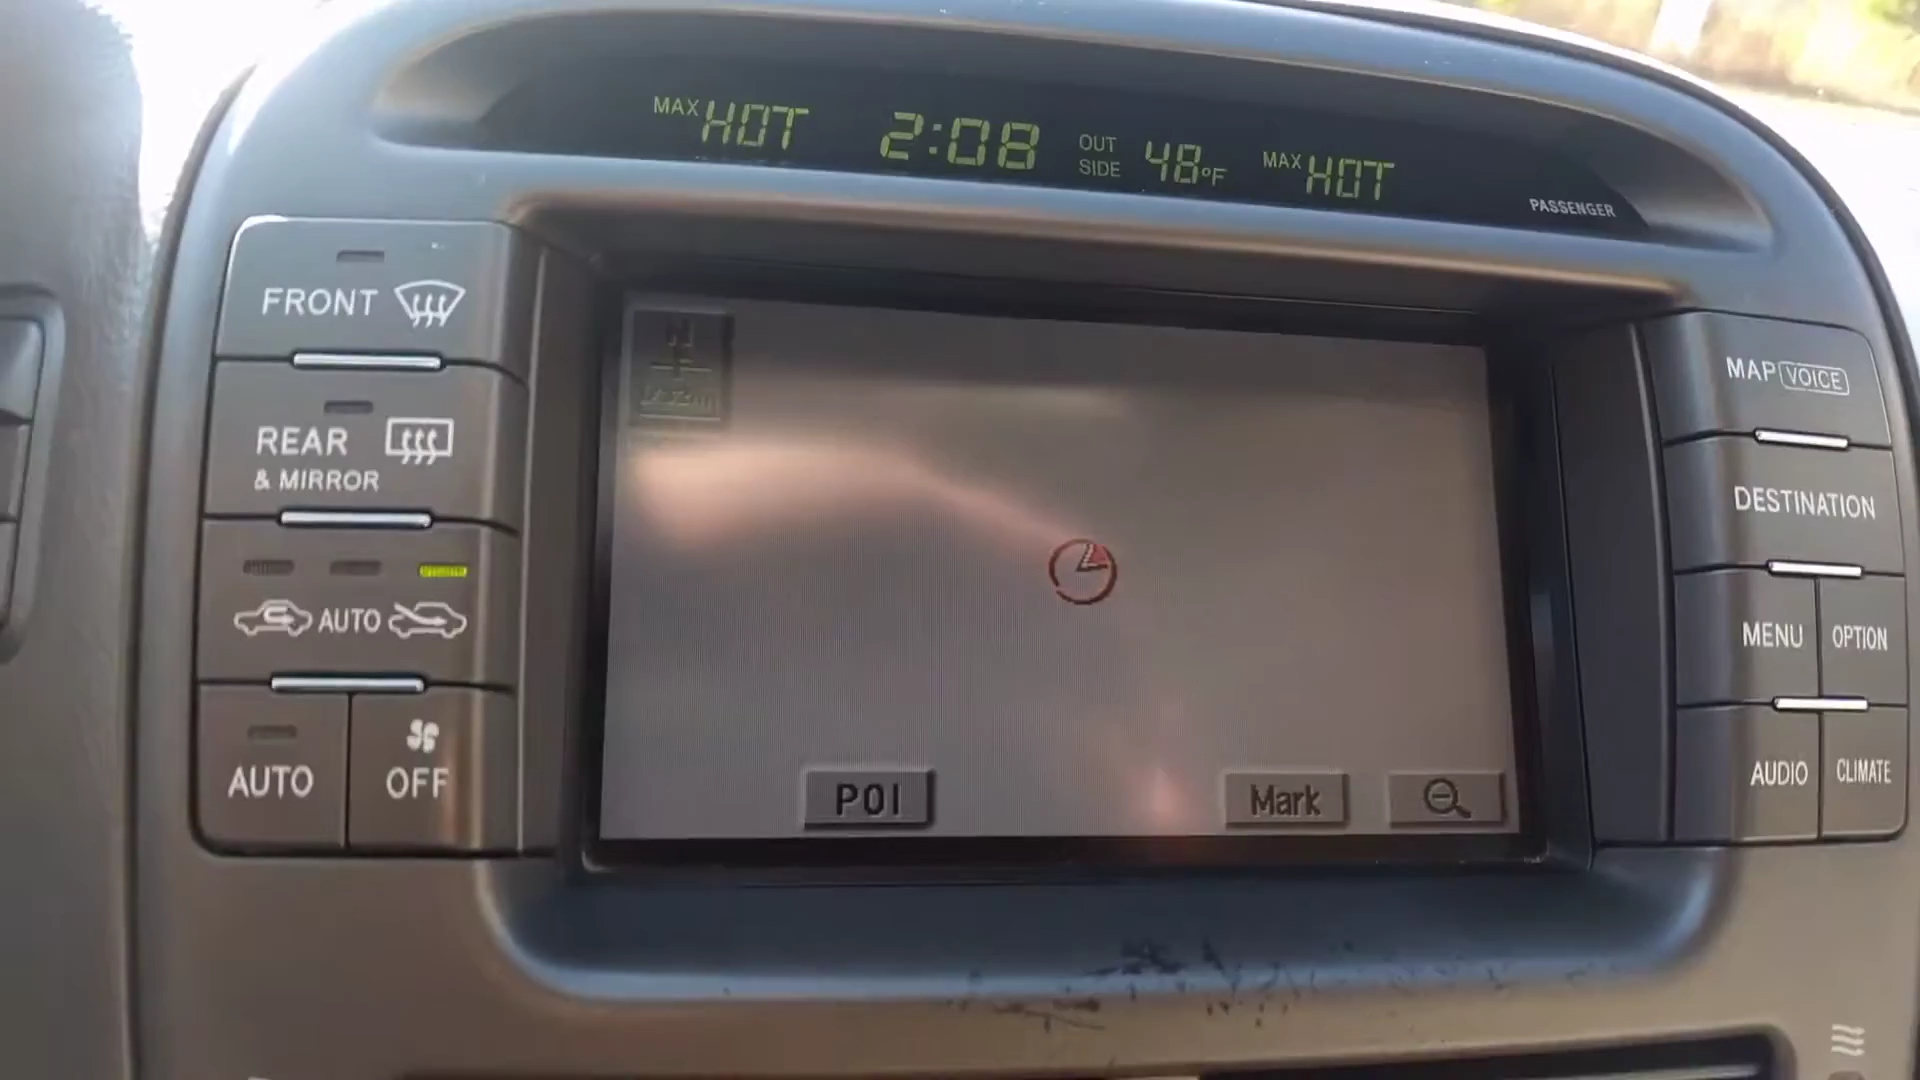 MAX HOT 2:08 OUT SIDE 48°F MAX HOT
PASSENGER
FRONT
REAR
& MIRROR
AUTO
AUTO
OFF
N
POI
Mark
MAP VOICE
DESTINATION
MENU
OPTION
AUDIO
CLIMATE